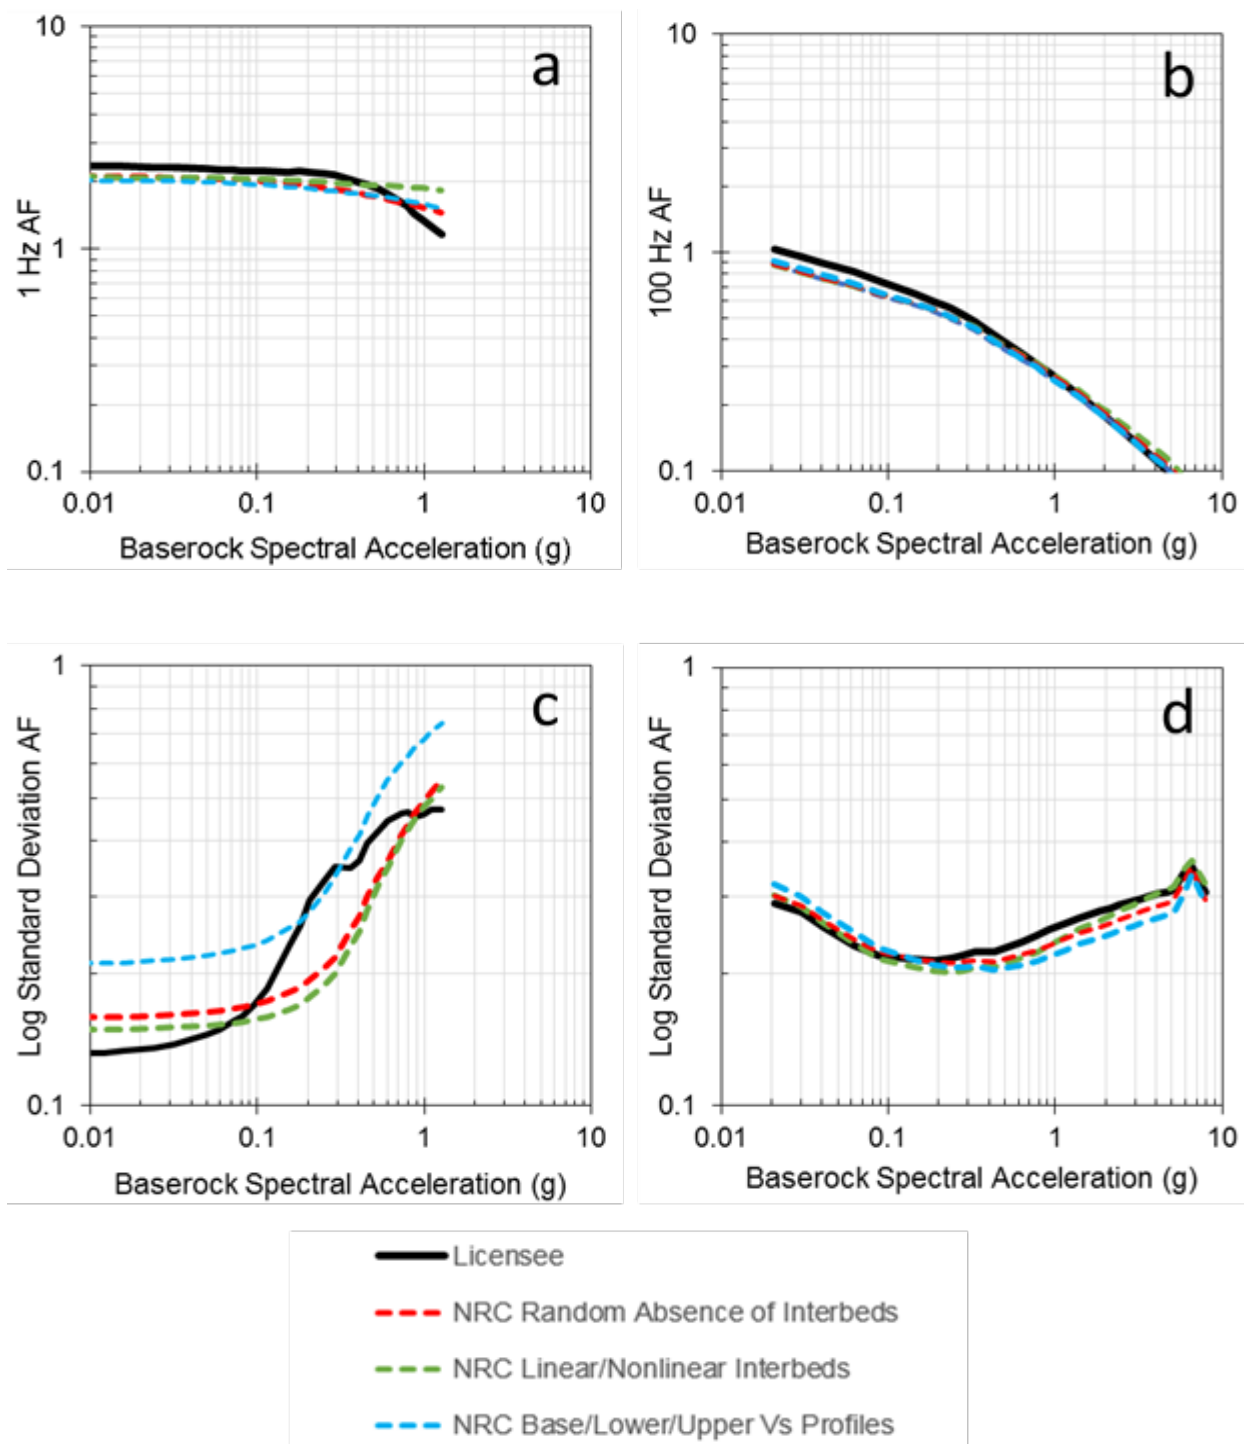 10
1
0.1
1 Hz AF
a
0.01
0.1
1
10
Baserock Spectral Acceleration (g)
10
1
0.1
100 Hz AF
b
0.01
0.1
1
10
Baserock Spectral Acceleration (g)
1
0.1
Log Standard Deviation AF
c
0.01
0.1
1
10
Baserock Spectral Acceleration (g)
1
0.1
Log Standard Deviation AF
d
0.01
0.1
1
10
Baserock Spectral Acceleration (g)
Licensee
NRC Random Absence of Interbeds
NRC Linear/Nonlinear Interbeds
NRC Base/Lower/Upper Vs Profiles